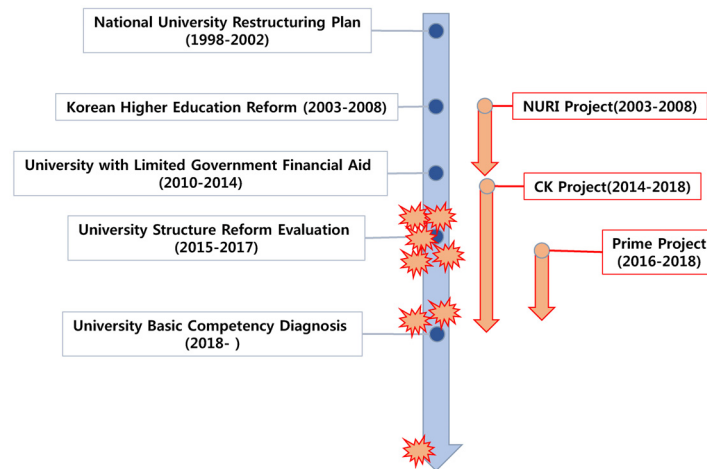 National University Restructuring Plan
(1998-2002)
Korean Higher Education Reform (2003-2008)
NURI Project(2003-2008)
University with Limited Government Financial Aid
(2010-2014)
CK Project(2014-2018)
University Structure Reform Evaluation
(2015-2017)
Prime Project
(2016-2018)
University Basic Competency Diagnosis
(2018- )